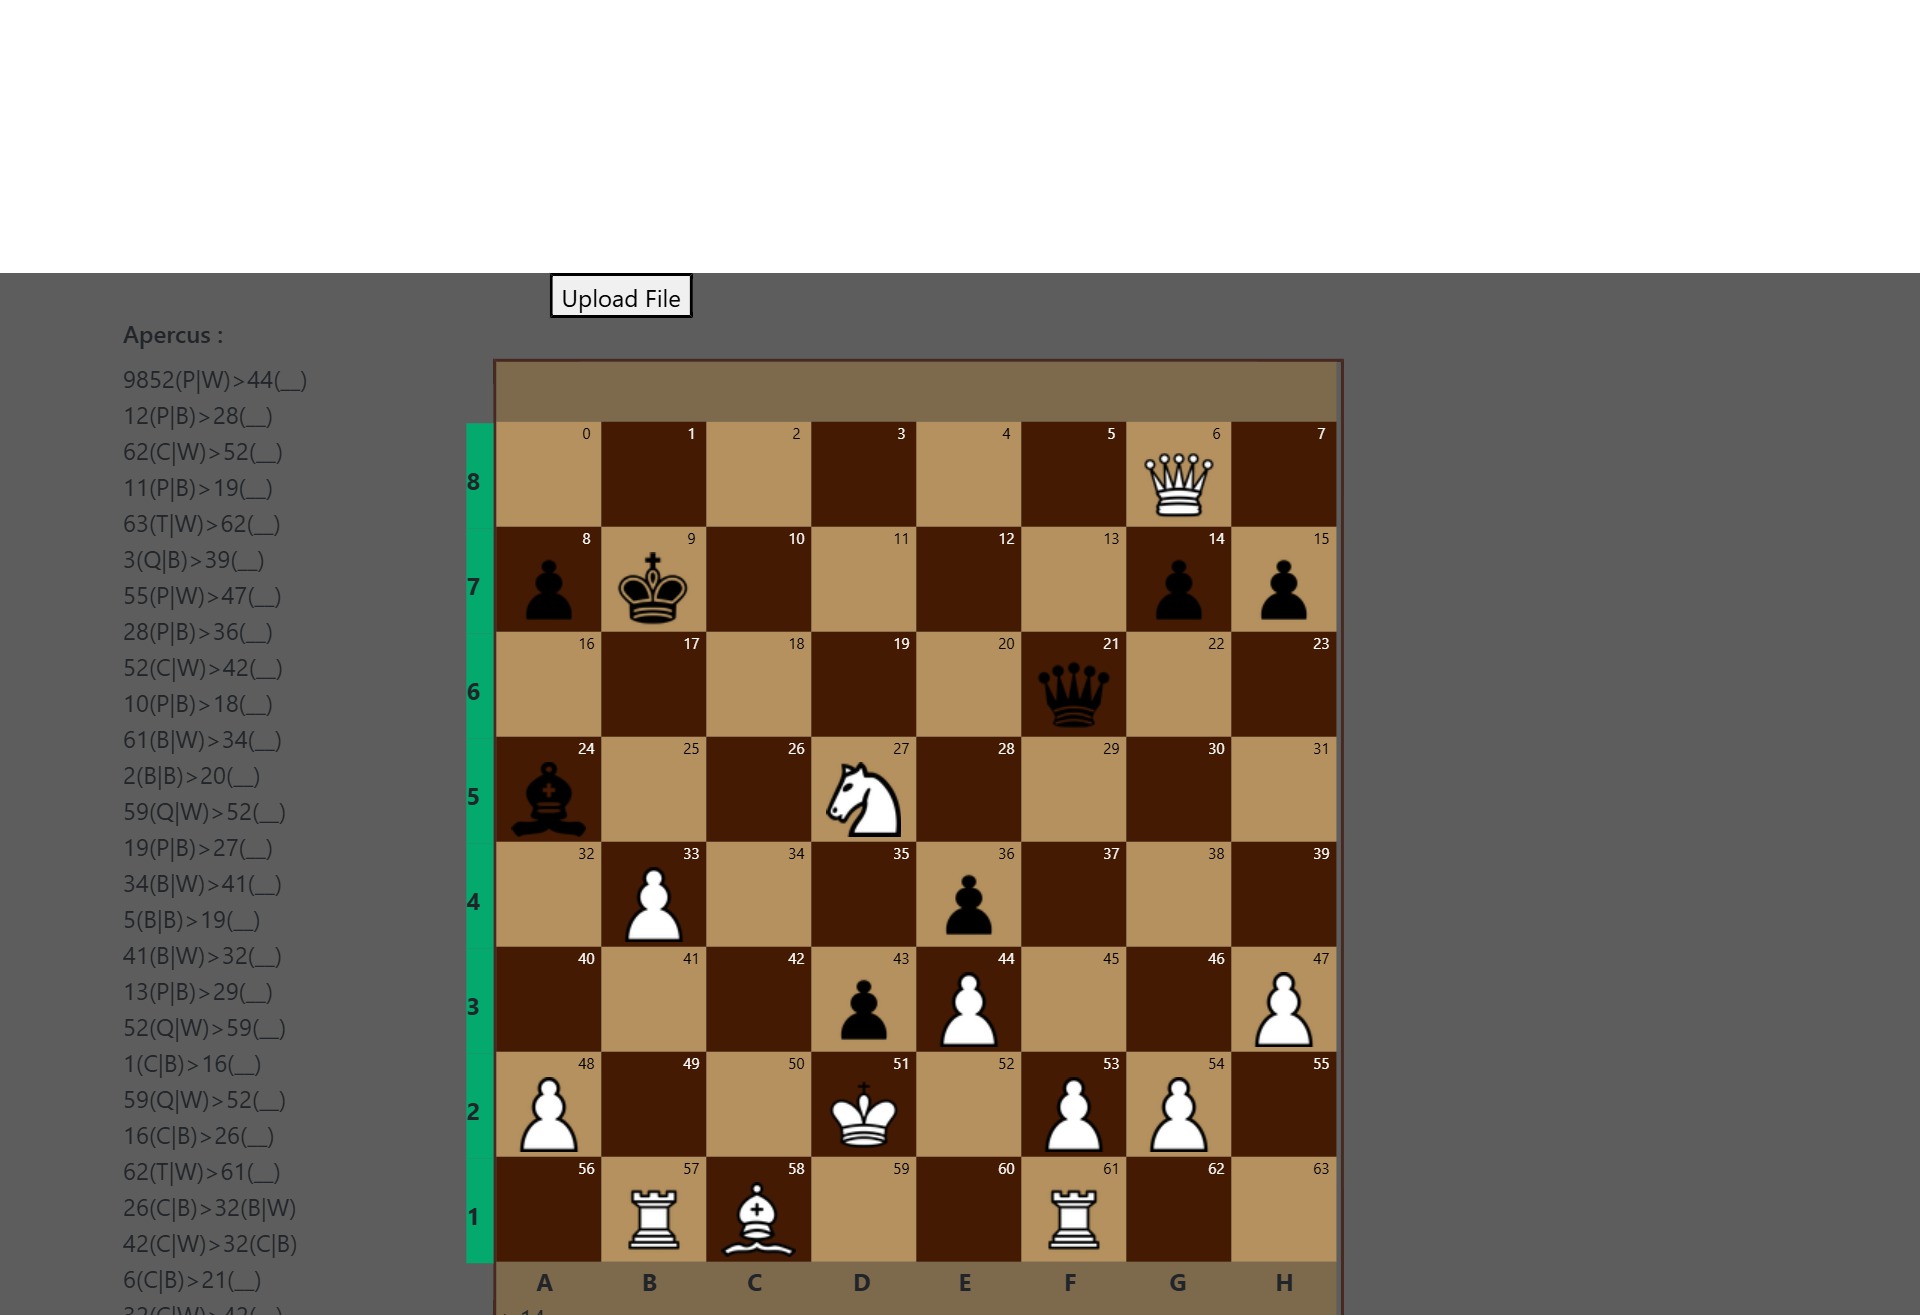 Upload File
Apercus :
9852(P|W)>44(__)
12(P|B)>28(__)
62(C|W)>52(__)
11(P|B)>19(__)
63(T|W)>62(__)
3(Q|B)>39(__)
55(P|W)>47(__)
28(P|B)>36(__)
52(C|W)>42(__)
10(P|B)>18(__)
61(B|W)>34(__)
2(B|B)>20(__)
59(Q|W)>52(__)
19(P|B)>27(__)
34(B|W)>41(__)
5(B|B)>19(__)
41(B|W)>32(__)
13(P|B)>29(__)
52(Q|W)>59(__)
1(C|B)>16(__)
59(Q|W)>52(__)
16(C|B)>26(__)
62(T|W)>61(__)
26(C|B)>32(B|W)
42(C|W)>32(C|B)
6(C|B)>21(__)
32(C|W)>42(__)
0 1 2 3 4 5 6 7
8
8 9 10 11 12 13 14 15
7
16 17 18 19 20 21 22 23
6
24 25 26 27 28 29 30 31
5
32 33 34 35 36 37 38 39
4
40 41 42 43 44 45 46 47
3
48 49 50 51 52 53 54 55
2
56 57 58 59 60 61 62 63
1
A B C D E F G H